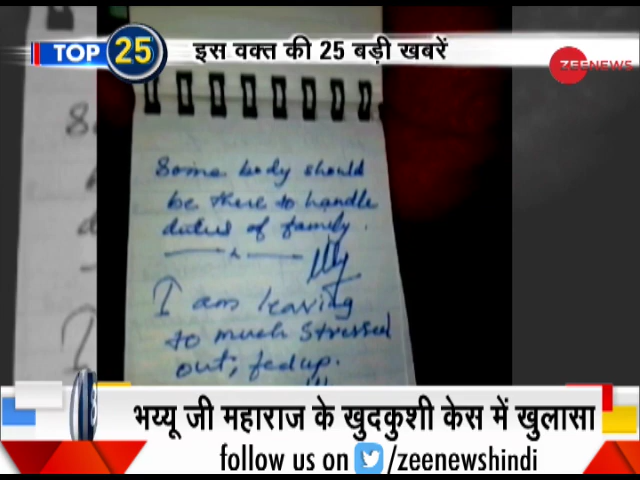 TOP 25
इस वक्त की 25 बड़ी खबरें
ZEENEWS
Some body should
be there to handle
duties of family.
I am leaving
to much stressed
out, fedup.
भय्यू जी महाराज के खुदकुशी केस में खुलासा
follow us on /zeenewshindi